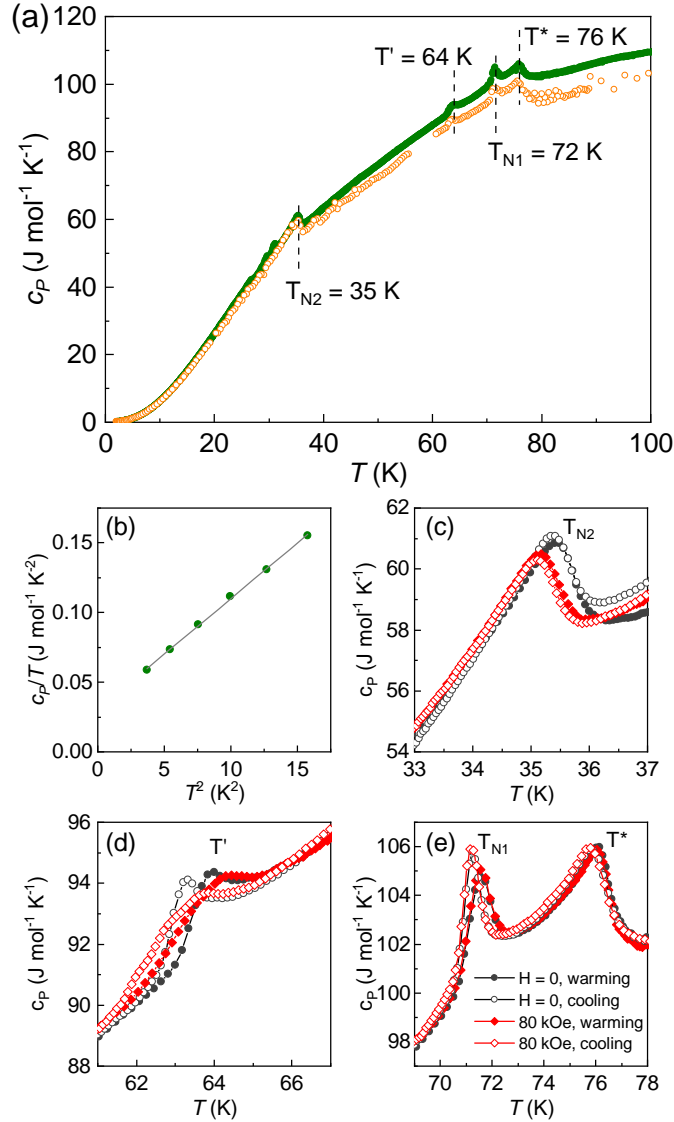 (a)
120
100
80
60
40
20
0
T' = 64 K
T* = 76 K
T_N1 = 72 K
T_N2 = 35 K
c_P (J mol⁻¹ K⁻¹)
0 20 40 60 80 100
T (K)
(b)
0.15
0.10
0.05
0.00
c_P/T (J mol⁻¹ K⁻²)
0 5 10 15
T² (K²)
(c)
T_N2
62
60
58
56
54
c_P (J mol⁻¹ K⁻¹)
33 34 35 36 37
T (K)
(d)
T'
96
94
92
90
88
c_P (J mol⁻¹ K⁻¹)
62 64 66
T (K)
(e)
T_N1
T*
106
104
102
100
98
c_P (J mol⁻¹ K⁻¹)
H = 0, warming
H = 0, cooling
80 kOe, warming
80 kOe, cooling
70 72 74 76 78
T (K)